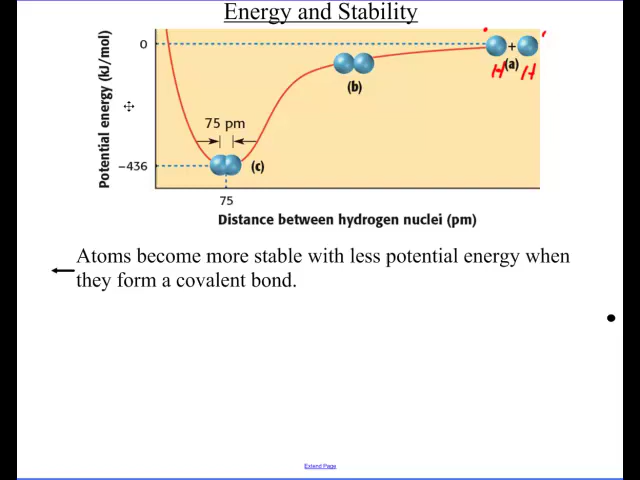 Energy and Stability
Potential energy (kJ/mol)
0
+
H (a) H
(b)
75 pm
−436
(c)
75
Distance between hydrogen nuclei (pm)
Atoms become more stable with less potential energy when
they form a covalent bond.
Extend Page